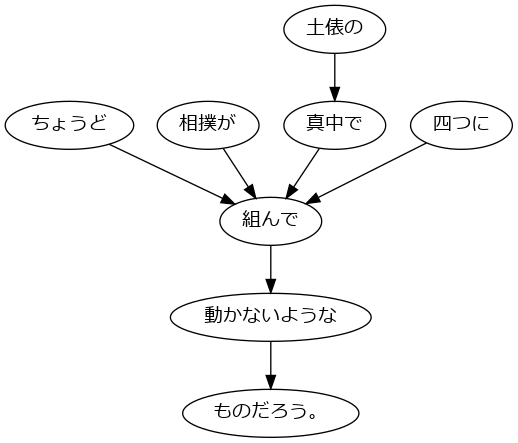 土俵の
ちょうど
相撲が
真中で
四つに
組んで
動かないような
ものだろう。